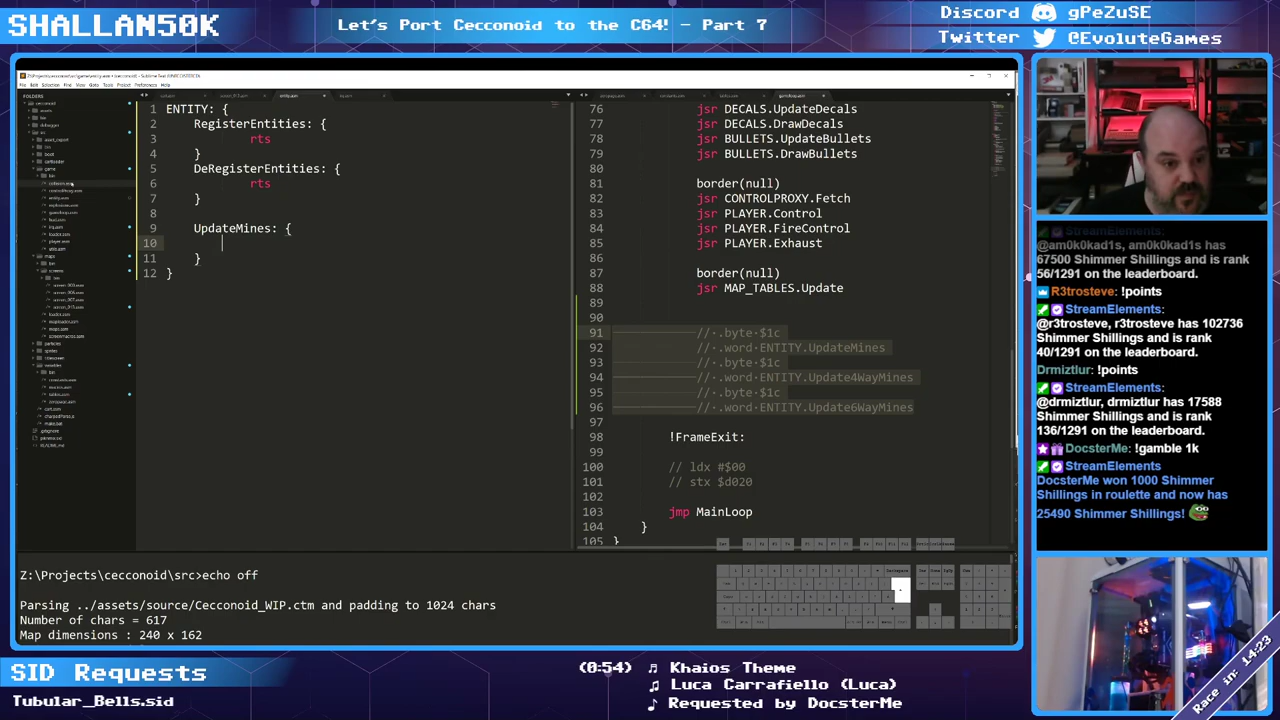 SHALLAN50K
Let's Port Cecconoid to the C64! - Part 7
Discord gPeZuSE
Twitter @EvoluteGames
1 ENTITY: {
2 RegisterEntities: {
3 rts
4 }
5 DeRegisterEntities: {
6 rts
7 }
8
9 UpdateMines: {
10
11 }
12 }
76 jsr DECALS.UpdateDecals
77 jsr DECALS.DrawDecals
78 jsr BULLETS.UpdateBullets
79 jsr BULLETS.DrawBullets
80
81 border(null)
82 jsr CONTROLPROXY.Fetch
83 jsr PLAYER.Control
84 jsr PLAYER.FireControl
85 jsr PLAYER.Exhaust
86
87 border(null)
88 jsr MAP_TABLES.Update
89
90
91 // .byte $1c
92 // .word ENTITY.UpdateMines
93 // .byte $1c
94 // .word ENTITY.Update4WayMines
95 // .byte $1c
96 // .word ENTITY.Update6WayMines
97
98 !FrameExit:
99
100 // ldx #$00
101 // stx $d020
102
103 jmp MainLoop
104 }
105 }
Z:\Projects\cecconoid\src>echo off
Parsing ../assets/source/Cecconoid_WIP.ctm and padding to 1024 chars
Number of chars = 617
Map dimensions : 240 x 162
@am0k0kad1s, am0k0kad1s has
67500 Shimmer Shillings and is rank
56/1291 on the leaderboard.
R3trosteve: !points
StreamElements:
@r3trosteve, r3trosteve has 102736
Shimmer Shillings and is rank
40/1291 on the leaderboard.
Drmiztlur: !points
StreamElements:
@drmiztlur, drmiztlur has 17588
Shimmer Shillings and is rank
136/1291 on the leaderboard.
DocsterMe: !gamble 1k
StreamElements
DocsterMe won 1000 Shimmer
Shillings in roulette and now has
25490 Shimmer Shillings!
SID Requests
Tubular_Bells.sid
(0:54) Khaios Theme
Luca Carrafiello (Luca)
Requested by DocsterMe
Race in: 14:23